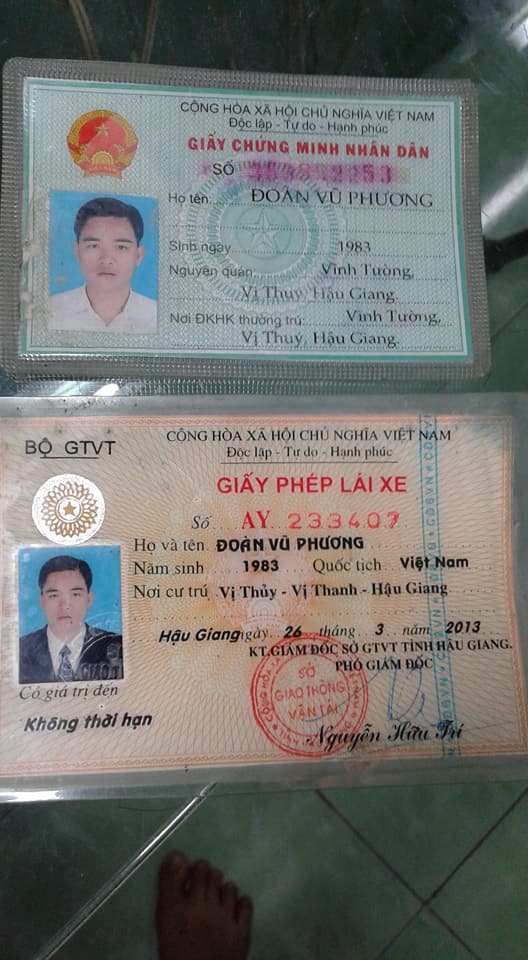 CỘNG HÒA XÃ HỘI CHỦ NGHĨA VIỆT NAM
Độc lập - Tự do - Hạnh phúc
GIẤY CHỨNG MINH NHÂN DÂN
SỐ
Họ tên: ĐOÀN VŨ PHƯƠNG
Sinh ngày 1983
Nguyên quán: Vĩnh Tường,
Vị Thuỷ, Hậu Giang.
Nơi ĐKHK thường trú: Vĩnh Tường,
Vị Thuỷ, Hậu Giang.
BỘ GTVT
CỘNG HÒA XÃ HỘI CHỦ NGHĨA VIỆT NAM
Độc lập - Tự do - Hạnh phúc
GIẤY PHÉP LÁI XE
Số AY 233407
Họ và tên ĐOÀN VŨ PHƯƠNG
Năm sinh 1983 Quốc tịch Việt Nam
Nơi cư trú Vị Thủy - Vị Thanh - Hậu Giang
Hậu Giang ngày 26 tháng 3 năm 2013
KT.GIÁM ĐỐC SỞ GTVT TỈNH HẬU GIANG.
PHÓ GIÁM ĐỐC
SỞ
GIAO THÔNG
VẬN TẢI
Có giá trị đến
Không thời hạn
Nguyễn Hữu Trí